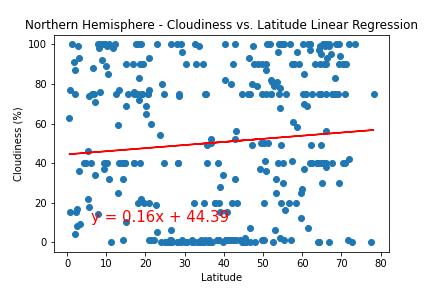 Northern Hemisphere - Cloudiness vs. Latitude Linear Regression
100
80
60
40
20
0
Cloudiness (%)
y = 0.16x + 44.39
0 10 20 30 40 50 60 70 80
Latitude